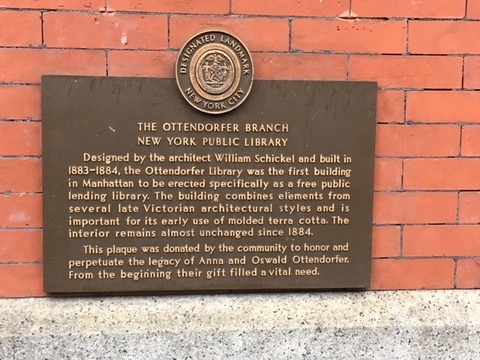 DESIGNATED LANDMARK
NEW YORK CITY
THE OTTENDORFER BRANCH
NEW YORK PUBLIC LIBRARY
Designed by the architect William Schickel and built in
1883-1884, the Ottendorfer Library was the first building
in Manhattan to be erected specifically as a free public
lending library. The building combines elements from
several late Victorian architectural styles and is
important for its early use of molded terra cotta. The
interior remains almost unchanged since 1884.
This plaque was donated by the community to honor and
perpetuate the legacy of Anna and Oswald Ottendorfer.
From the beginning their gift filled a vital need.